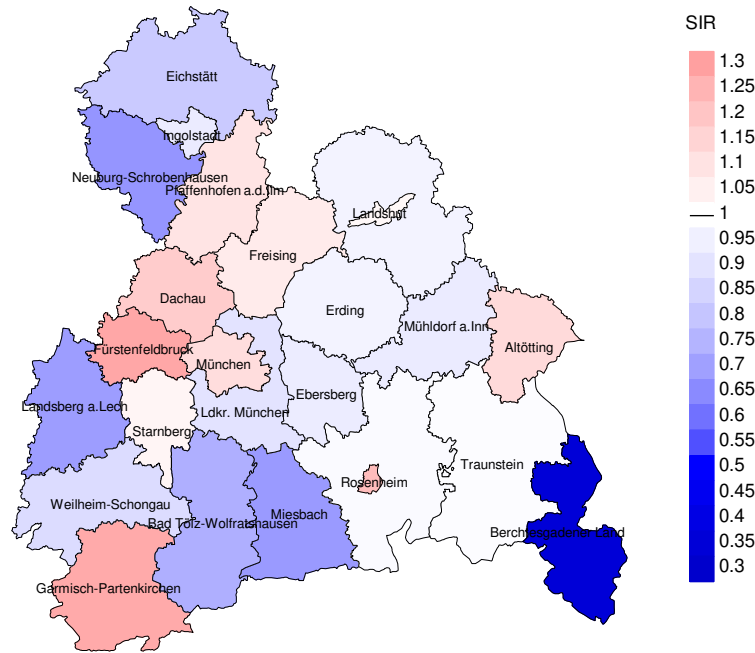 SIR
1.3
1.25
1.2
1.15
1.1
1.05
1
0.95
0.9
0.85
0.8
0.75
0.7
0.65
0.6
0.55
0.5
0.45
0.4
0.35
0.3
Eichstätt
Ingolstadt
Neuburg-Schrobenhausen
Pfaffenhofen a.d.Ilm
Landshut
Freising
Dachau
Erding
Mühldorf a.Inn
Fürstenfeldbruck
München
Altötting
Ebersberg
Landsberg a.Lech
Ldkr. München
Starnberg
Traunstein
Rosenheim
Weilheim-Schongau
Miesbach
Bad Tölz-Wolfratshausen
Berchtesgadener Land
Garmisch-Partenkirchen